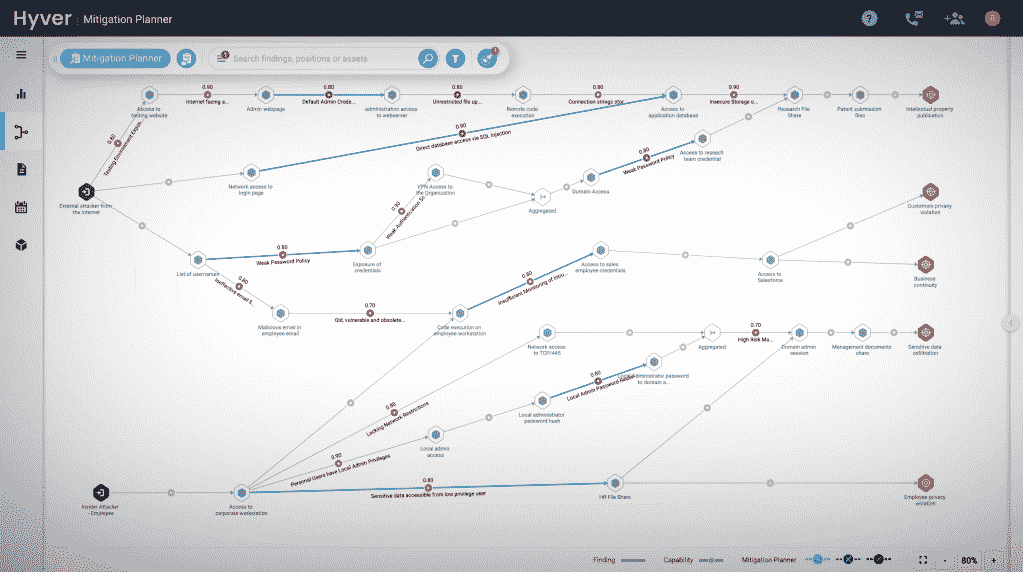 Hyver : Mitigation Planner
Mitigation Planner
Search findings, positions or assets
0.90
0.80
0.80
0.80
0.90
Internet facing a...
Default Admin Crede...
Unrestricted file up...
Connection strings stor...
Insecure Storage o...
Access to
testing website
Admin webpage
administration access
to webserver
Remote code
execution
Access to
application database
Research File
Share
Patent submission
files
Intellectual property
publication
0.80
Direct database access via SQL Injection
Testing Environment Expos...
0.80
Weak Password Policy
Access to reseach
team credential
Network access to
login page
VPN Access to
the Organization
Domain Access
External attacker from
the Internet
0.90
Weak Authentication Sc...
Aggregated
Customers privacy
violation
0.80
Weak Password Policy
List of usernames
Exposure of
credentials
Access to sales
employee credentials
Access to
Salesforce
Business
continuity
Ineffective email F...
0.80
Insufficient Monitoring of Intru...
0.70
Old, vulnerable and obsolete...
Malicious email in
employee email
Code execution on
employee workstation
Network access
to TCP/445
Aggregated
0.70
High Risk Ma...
Domain admin
session
Management documents
share
Sensitive data
exfiltration
Local administrator password
to domain a...
0.80
Local Admin Password Reuse
Local administrator
password hash
0.80
Lacking Network Restrictions
Local admin
access
Personal Users have Local Admin Privileges
0.80
Sensitive data accessible from low privilege user
Insider Attacker
- Employee
Access to
corporate workstation
HR File Share
Employee privacy
violation
Finding
Capability
Mitigation Planner
-
80%
+